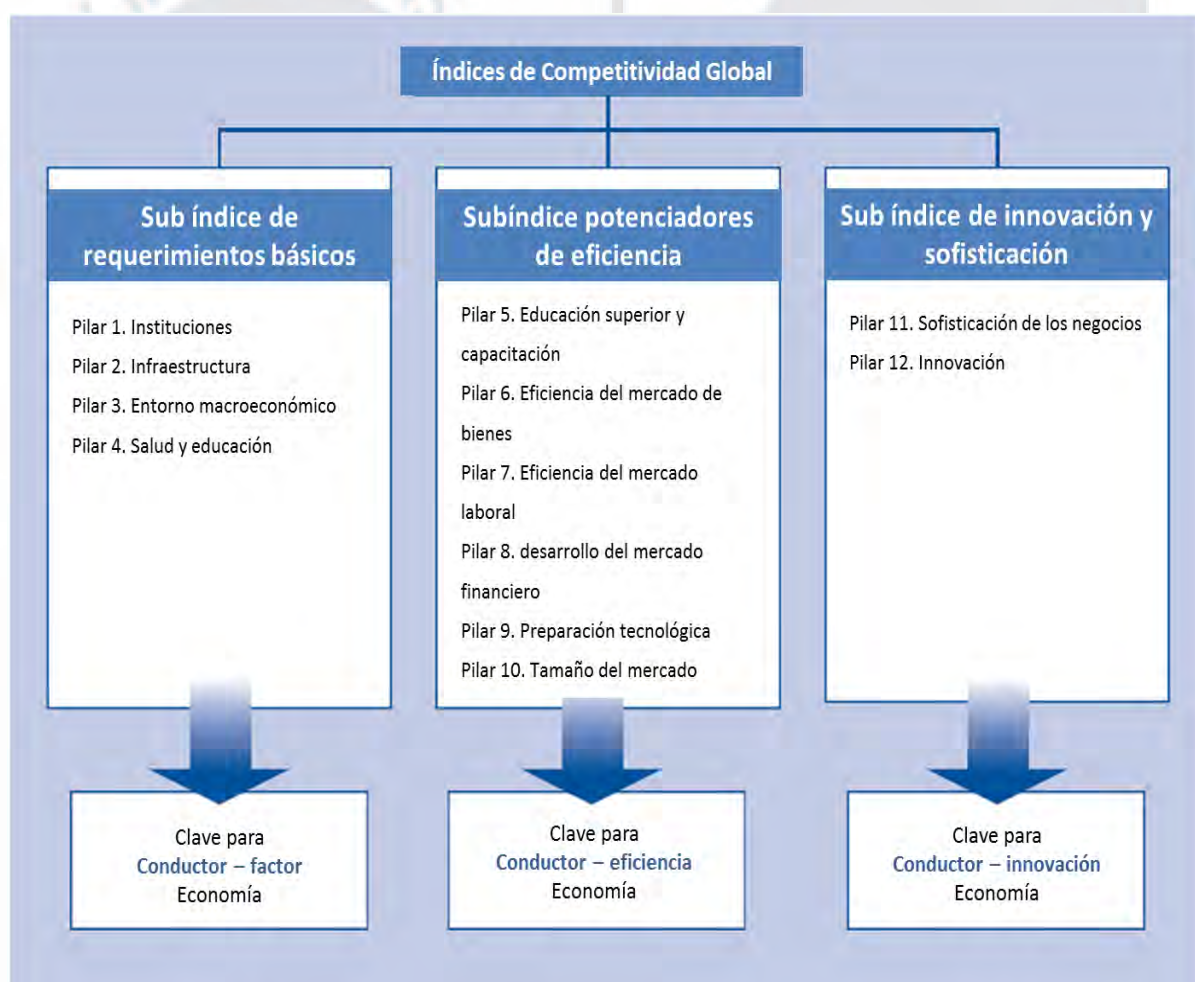 Índices de Competitividad Global
Sub índice de
requerimientos básicos
Pilar 1. Instituciones
Pilar 2. Infraestructura
Pilar 3. Entorno macroeconómico
Pilar 4. Salud y educación
Clave para
Conductor – factor
Economía
Subíndice potenciadores
de eficiencia
Pilar 5. Educación superior y
capacitación
Pilar 6. Eficiencia del mercado de
bienes
Pilar 7. Eficiencia del mercado
laboral
Pilar 8. desarrollo del mercado
financiero
Pilar 9. Preparación tecnológica
Pilar 10. Tamaño del mercado
Clave para
Conductor – eficiencia
Economía
Sub índice de innovación y
sofisticación
Pilar 11. Sofisticación de los negocios
Pilar 12. Innovación
Clave para
Conductor – innovación
Economía